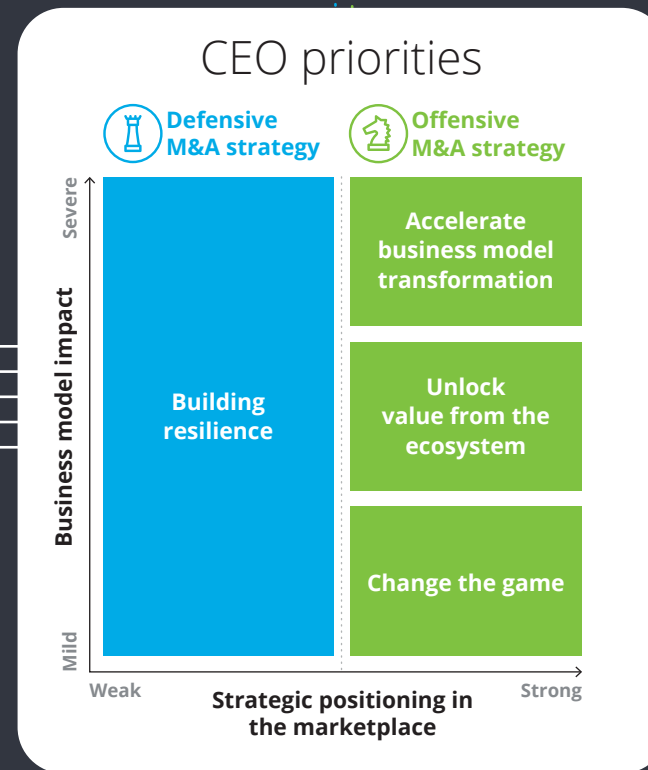 CEO priorities
Defensive
M&A strategy
Offensive
M&A strategy
Severe
Business model impact
Mild
Building
resilience
Accelerate
business model
transformation
Unlock
value from the
ecosystem
Change the game
Weak
Strategic positioning in
the marketplace
Strong